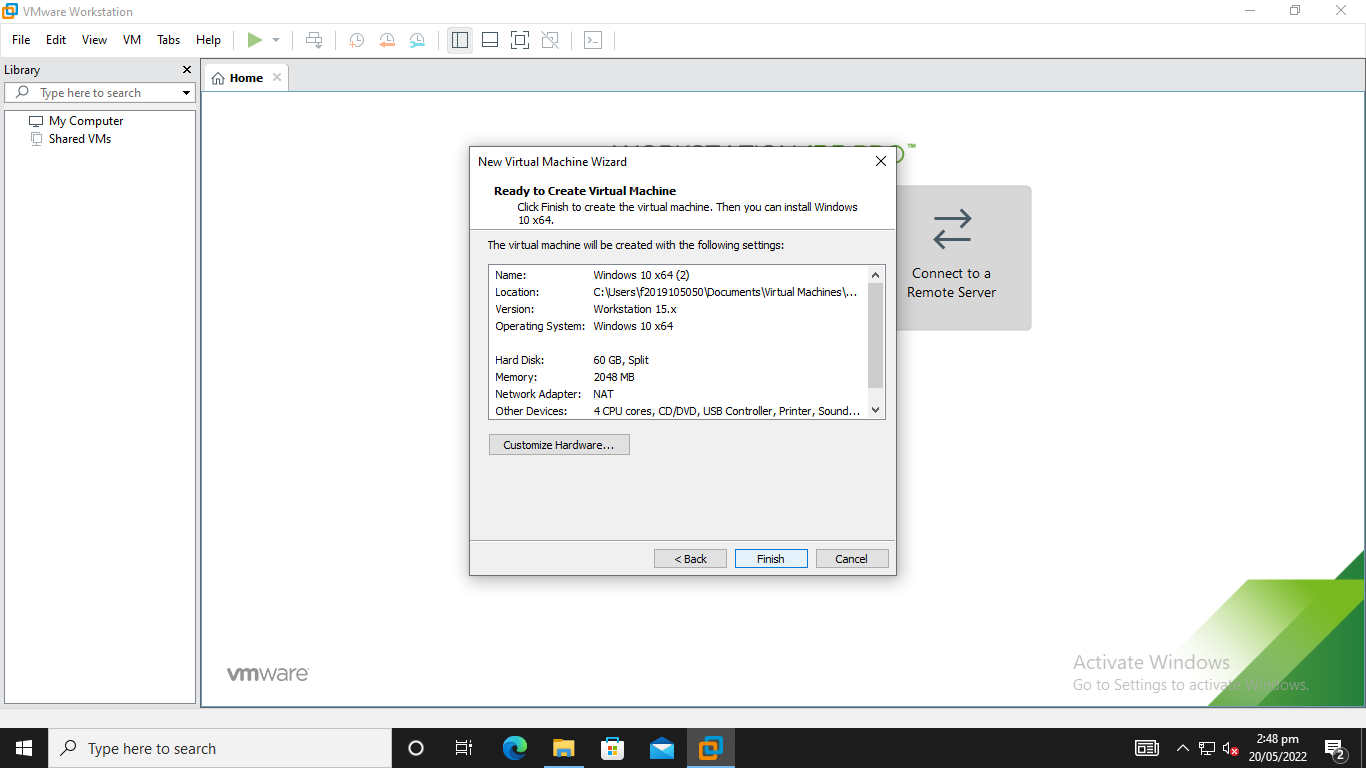 VMware Workstation
File Edit View VM Tabs Help
Library
Type here to search
My Computer
Shared VMs
Home
™
New Virtual Machine Wizard
Ready to Create Virtual Machine
Click Finish to create the virtual machine. Then you can install Windows
10 x64.
The virtual machine will be created with the following settings:
Name: Windows 10 x64 (2)
Location: C:\Users\f2019105050\Documents\Virtual Machines\...
Version: Workstation 15.x
Operating System: Windows 10 x64
Hard Disk: 60 GB, Split
Memory: 2048 MB
Network Adapter: NAT
Other Devices: 4 CPU cores, CD/DVD, USB Controller, Printer, Sound...
Customize Hardware...
< Back Finish Cancel
Connect to a
Remote Server
vmware
Activate Windows
Go to Settings to activate Windows.
Type here to search
2:48 pm
20/05/2022
2